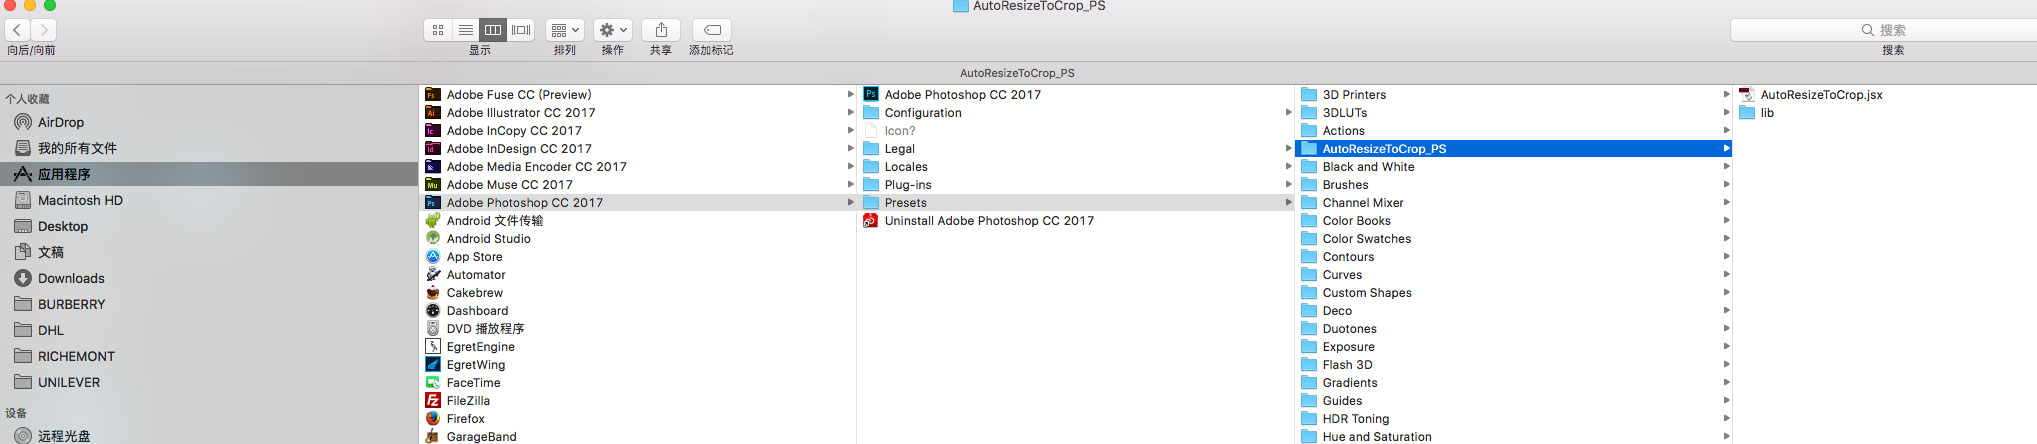 AutoResizeToCrop_PS
向后/向前
显示
排列
操作
共享
添加标记
搜索
搜索
AutoResizeToCrop_PS
个人收藏
AirDrop
我的所有文件
应用程序
Macintosh HD
Desktop
文稿
Downloads
BURBERRY
DHL
RICHEMONT
UNILEVER
设备
远程光盘
Adobe Fuse CC (Preview)
Adobe Illustrator CC 2017
Adobe InCopy CC 2017
Adobe InDesign CC 2017
Adobe Media Encoder CC 2017
Adobe Muse CC 2017
Adobe Photoshop CC 2017
Android 文件传输
Android Studio
App Store
Automator
Cakebrew
Dashboard
DVD 播放程序
EgretEngine
EgretWing
FaceTime
FileZilla
Firefox
GarageBand
Adobe Photoshop CC 2017
Configuration
Icon?
Legal
Locales
Plug-ins
Presets
Uninstall Adobe Photoshop CC 2017
3D Printers
3DLUTs
Actions
AutoResizeToCrop_PS
Black and White
Brushes
Channel Mixer
Color Books
Color Swatches
Contours
Curves
Custom Shapes
Deco
Duotones
Exposure
Flash 3D
Gradients
Guides
HDR Toning
Hue and Saturation
AutoResizeToCrop.jsx
lib